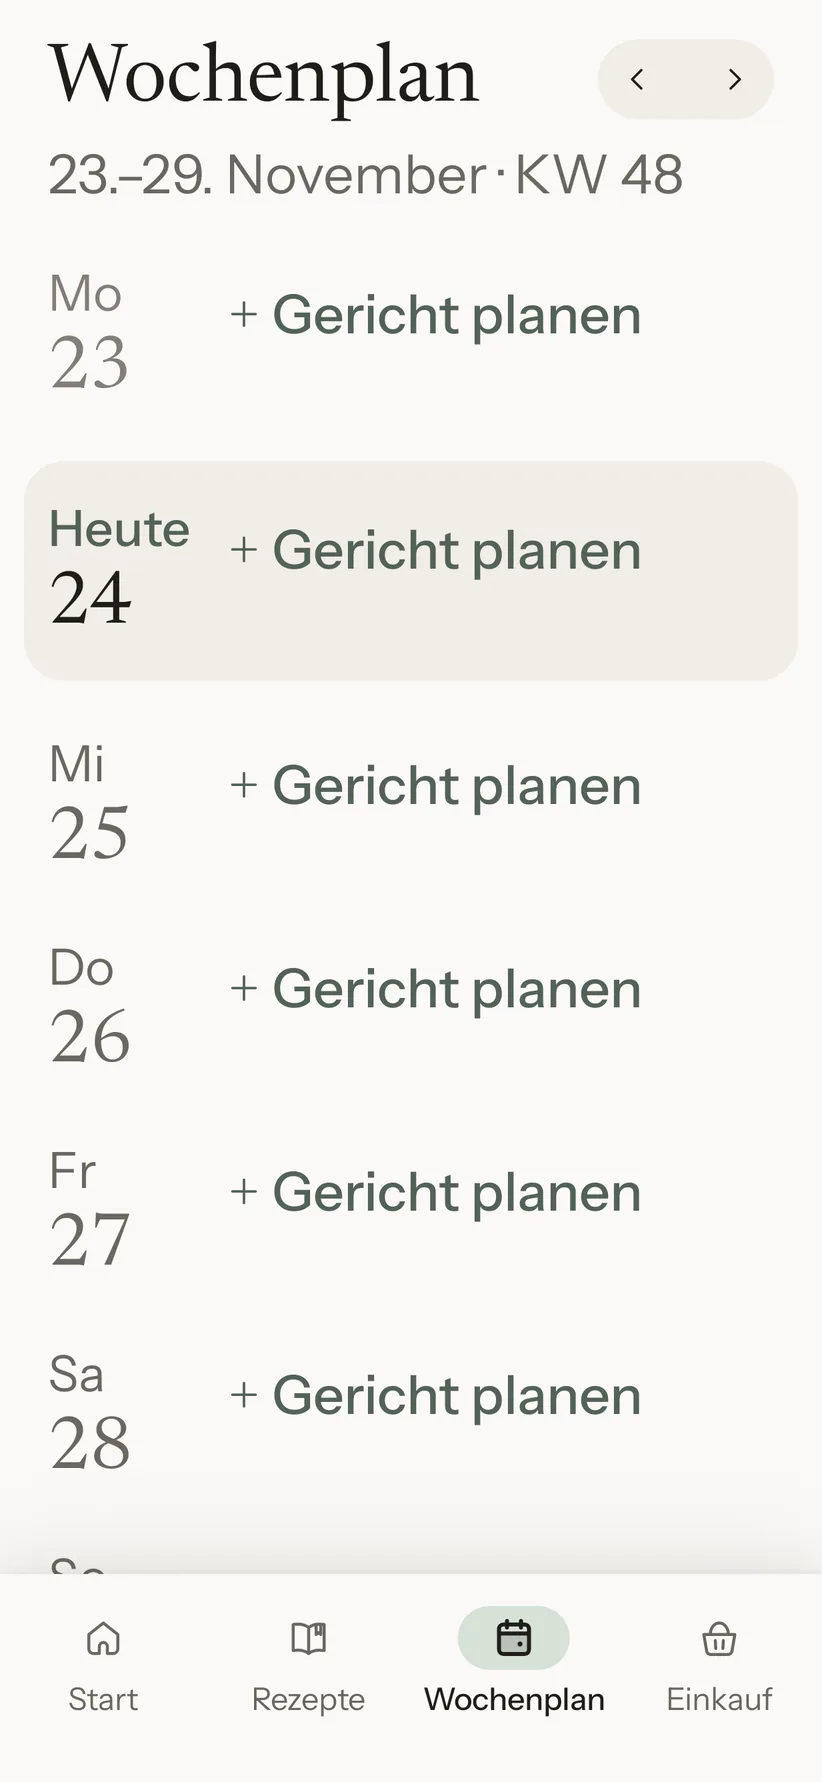 Wochenplan
23.–29. November · KW 48
Mo
23
+ Gericht planen
Heute
24
+ Gericht planen
Mi
25
+ Gericht planen
Do
26
+ Gericht planen
Fr
27
+ Gericht planen
Sa
28
+ Gericht planen
So
Start
Rezepte
Wochenplan
Einkauf